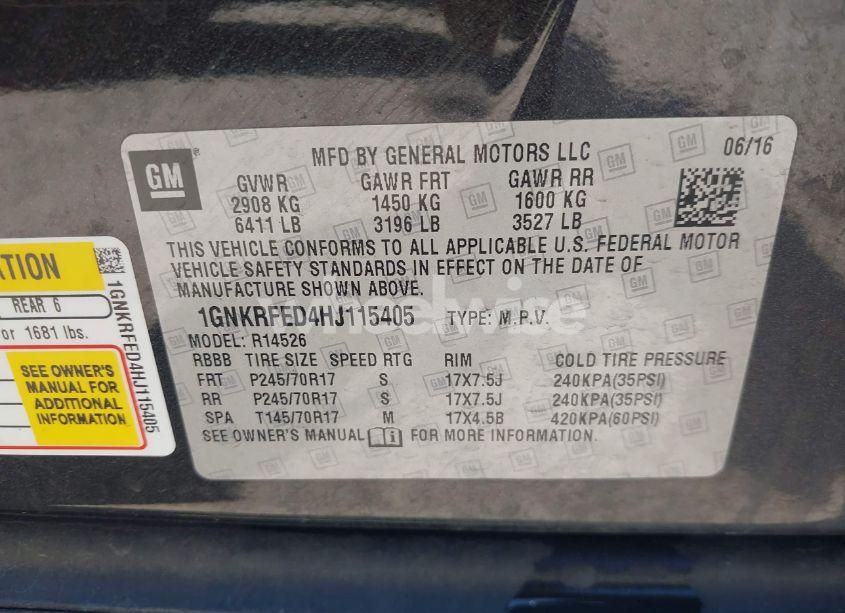 GM
MFD BY GENERAL MOTORS LLC 06/16
GVWR GAWR FRT GAWR RR
2908 KG 1450 KG 1600 KG
6411 LB 3196 LB 3527 LB
THIS VEHICLE CONFORMS TO ALL APPLICABLE U.S. FEDERAL MOTOR
VEHICLE SAFETY STANDARDS IN EFFECT ON THE DATE OF
MANUFACTURE SHOWN ABOVE.
1GNKRFED4HJ115405 TYPE: M.P.V.
MODEL: R14526
RBBB TIRE SIZE SPEED RTG RIM COLD TIRE PRESSURE
FRT P245/70R17 S 17X7.5J 240KPA(35PSI)
RR P245/70R17 S 17X7.5J 240KPA(35PSI)
SPA T145/70R17 M 17X4.5B 420KPA(60PSI)
SEE OWNER'S MANUAL FOR MORE INFORMATION.
REAR 6
or 1681 lbs.
SEE OWNER'S
MANUAL FOR
ADDITIONAL
INFORMATION
1GNKRFED4HJ115405